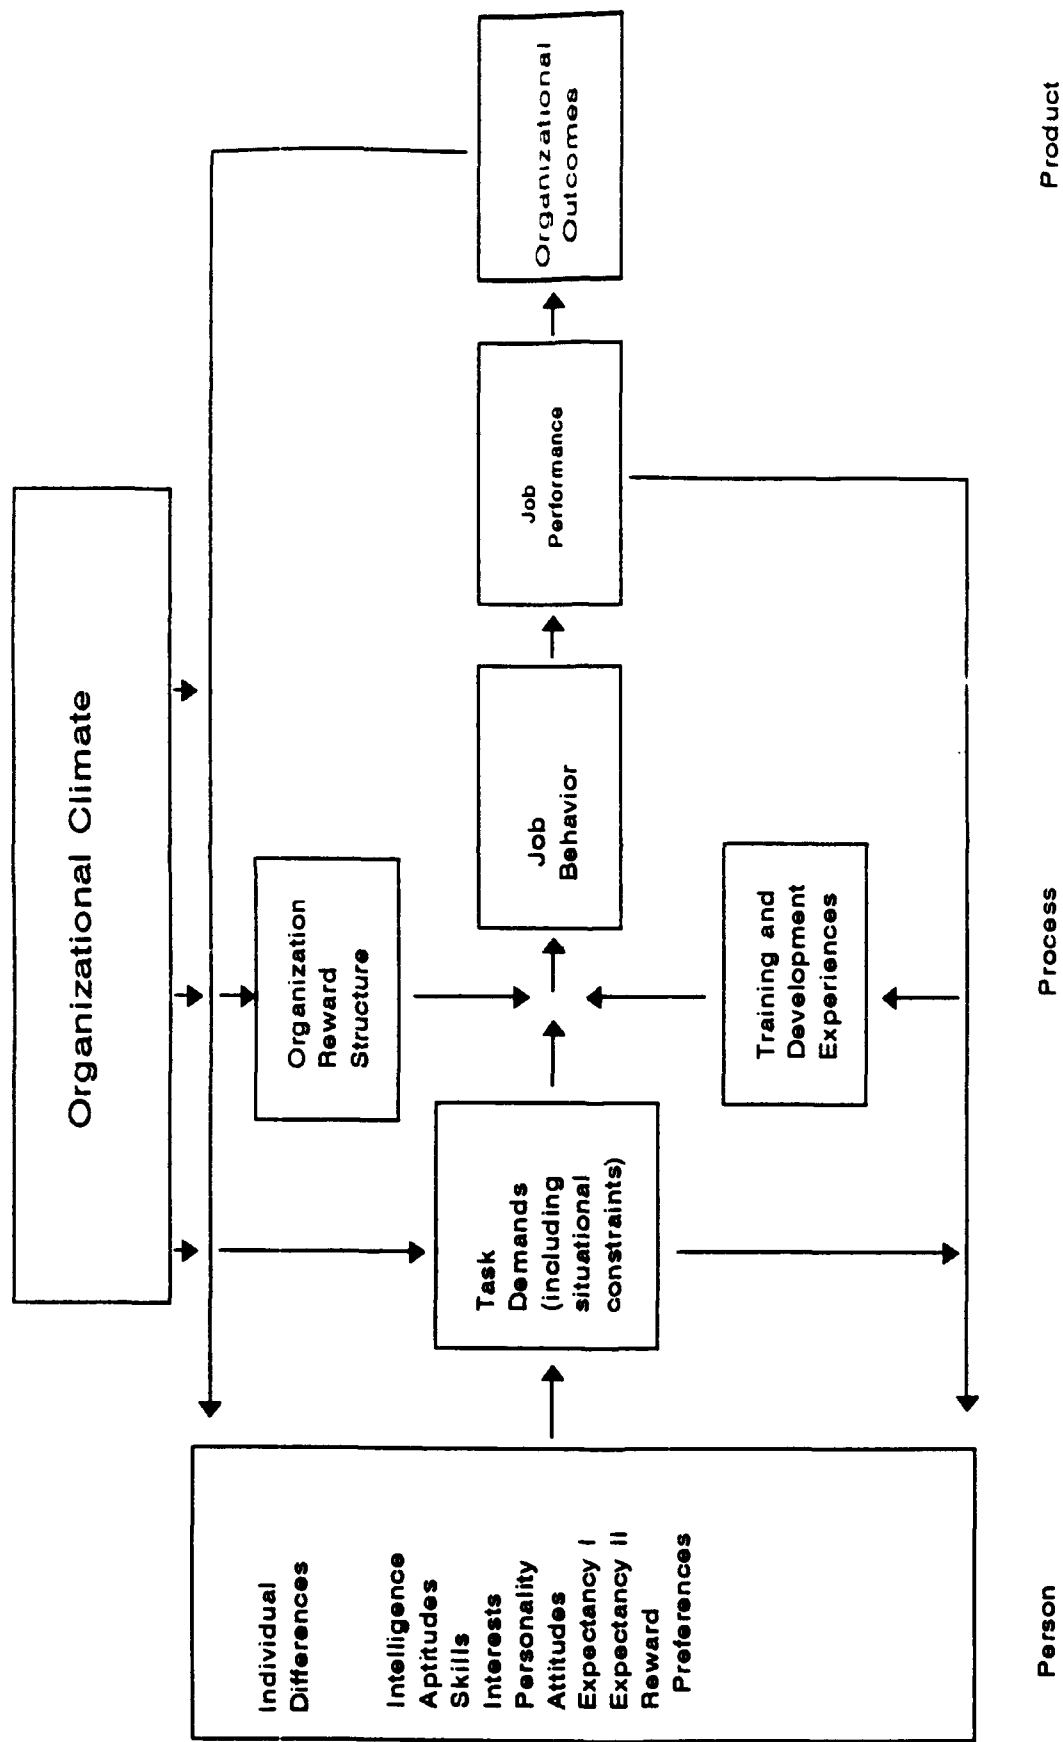 Organizational Climate
Individual
Differences
Intelligence
Aptitudes
Skills
Interests
Personality
Attitudes
Expectancy I
Expectancy II
Reward
Preferences
Task
Demands
(including
situational
constraints)
Organization
Reward
Structure
Training and
Development
Experiences
Job
Behavior
Job
Performance
Organizational
Outcomes
Person
Process
Product